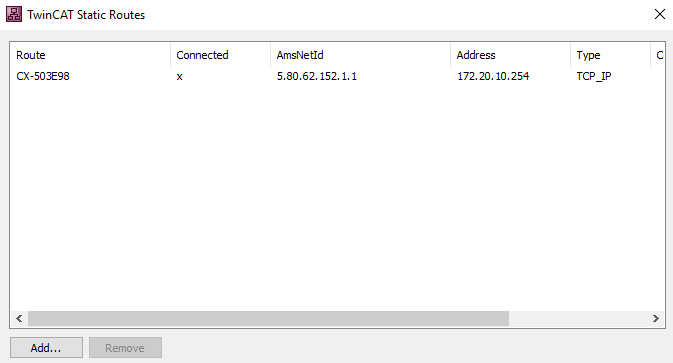 TwinCAT Static Routes
Route Connected AmsNetId Address Type C
CX-503E98 x 5.80.62.152.1.1 172.20.10.254 TCP_IP
Add... Remove